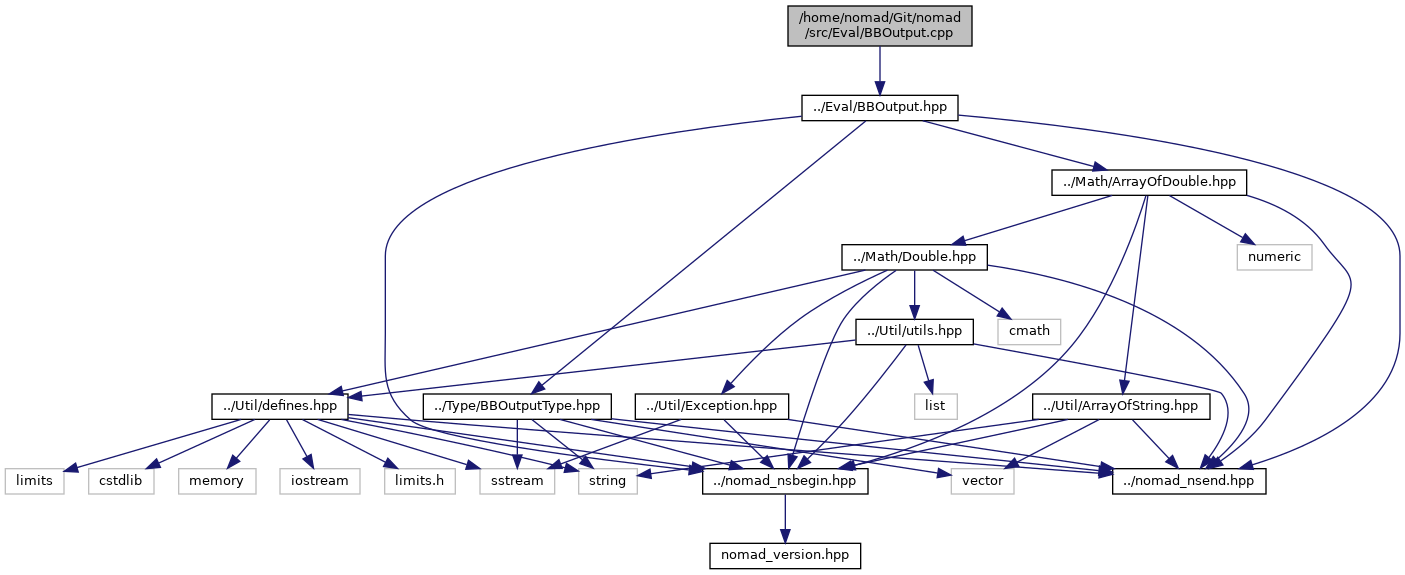 /home/nomad/Git/nomad
/src/Eval/BBOutput.cpp
../Eval/BBOutput.hpp
../Math/ArrayOfDouble.hpp
../Math/Double.hpp
numeric
../Util/utils.hpp
cmath
../Util/defines.hpp
../Type/BBOutputType.hpp
../Util/Exception.hpp
list
../Util/ArrayOfString.hpp
limits
cstdlib
memory
iostream
limits.h
sstream
string
../nomad_nsbegin.hpp
vector
../nomad_nsend.hpp
nomad_version.hpp